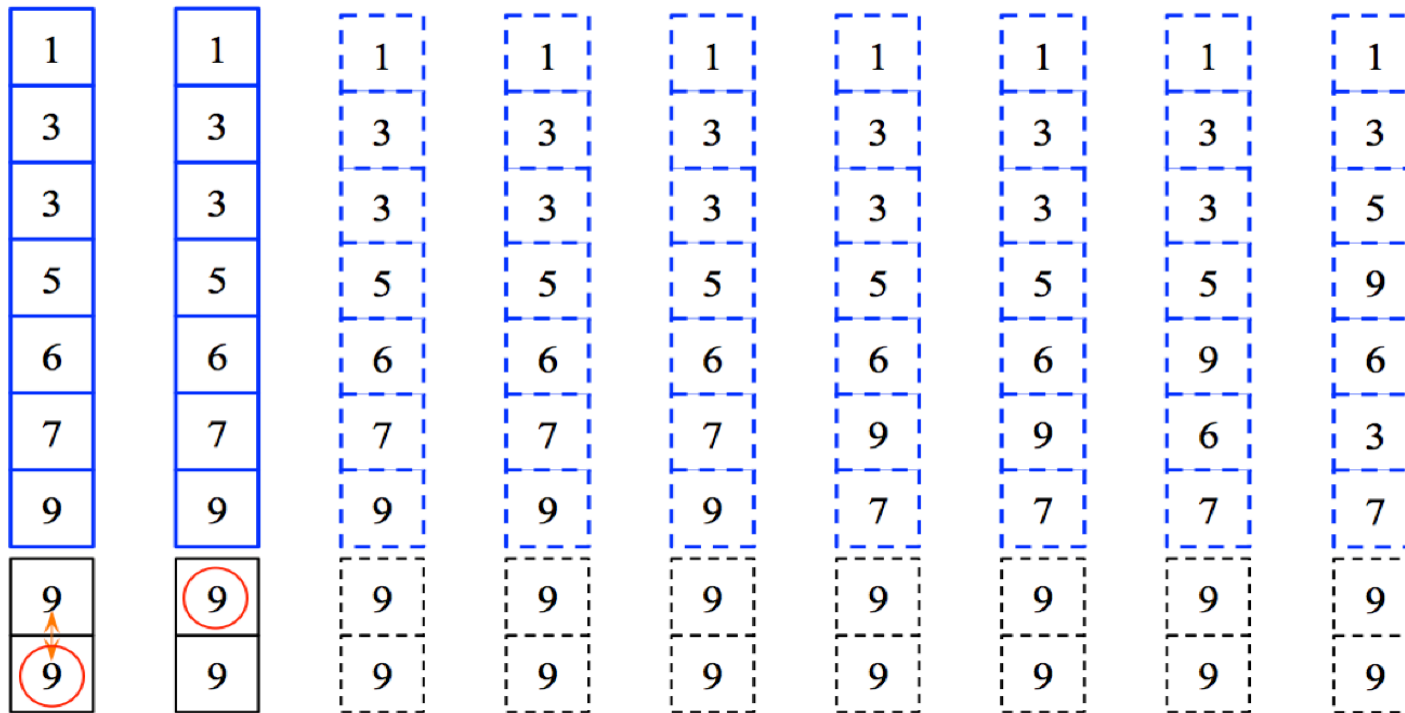 1 1 1 1 1 1 1 1 1
3 3 3 3 3 3 3 3 3
3 3 3 3 3 3 3 3 5
5 5 5 5 5 5 5 5 9
6 6 6 6 6 6 6 9 6
7 7 7 7 7 9 9 6 3
9 9 9 9 9 7 7 7 7
9 9 9 9 9 9 9 9 9
9 9 9 9 9 9 9 9 9